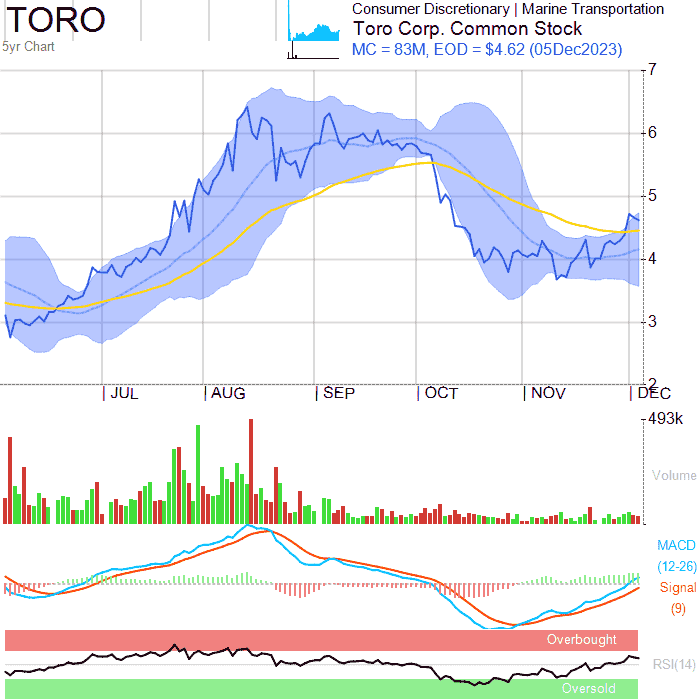 TORO
5yr Chart
Consumer Discretionary | Marine Transportation
Toro Corp. Common Stock
MC = 83M, EOD = $4.62 (05Dec2023)
7
6
5
4
3
2
JUL AUG SEP OCT NOV DEC
493k
Volume
MACD
(12-26)
Signal
(9)
Overbought
RSI(14)
Oversold